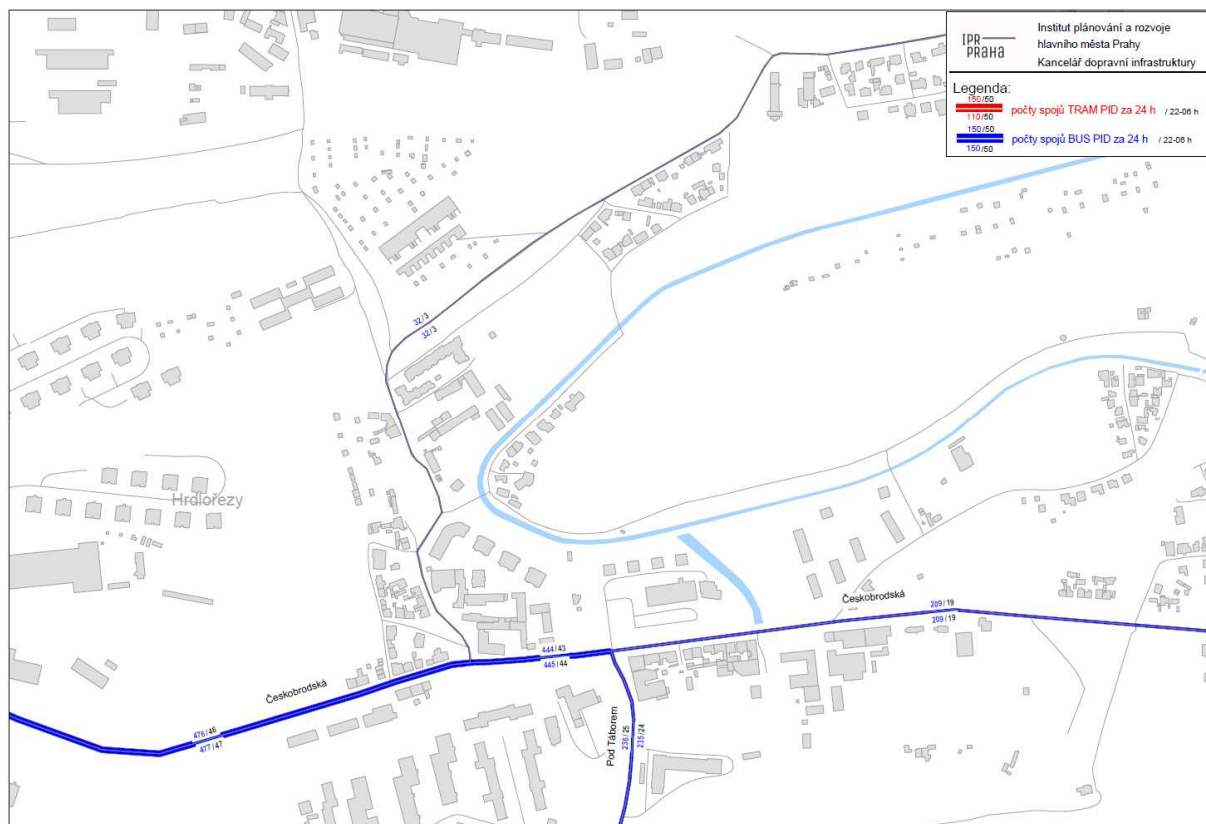 IPR
PRAHA
Institut plánování a rozvoje
hlavního města Prahy
Kancelář dopravní infrastruktury
Legenda:
150/50
110/50
počty spojů TRAM PID za 24 h / 22-06 h
150/50
150/50
počty spojů BUS PID za 24 h / 22-06 h
32/3
32/3
Hrdlořezy
Českobrodská
209/19
209/19
444/43
445/44
Českobrodská
476/46
477/47
Pod Táborem
236/25
235/24